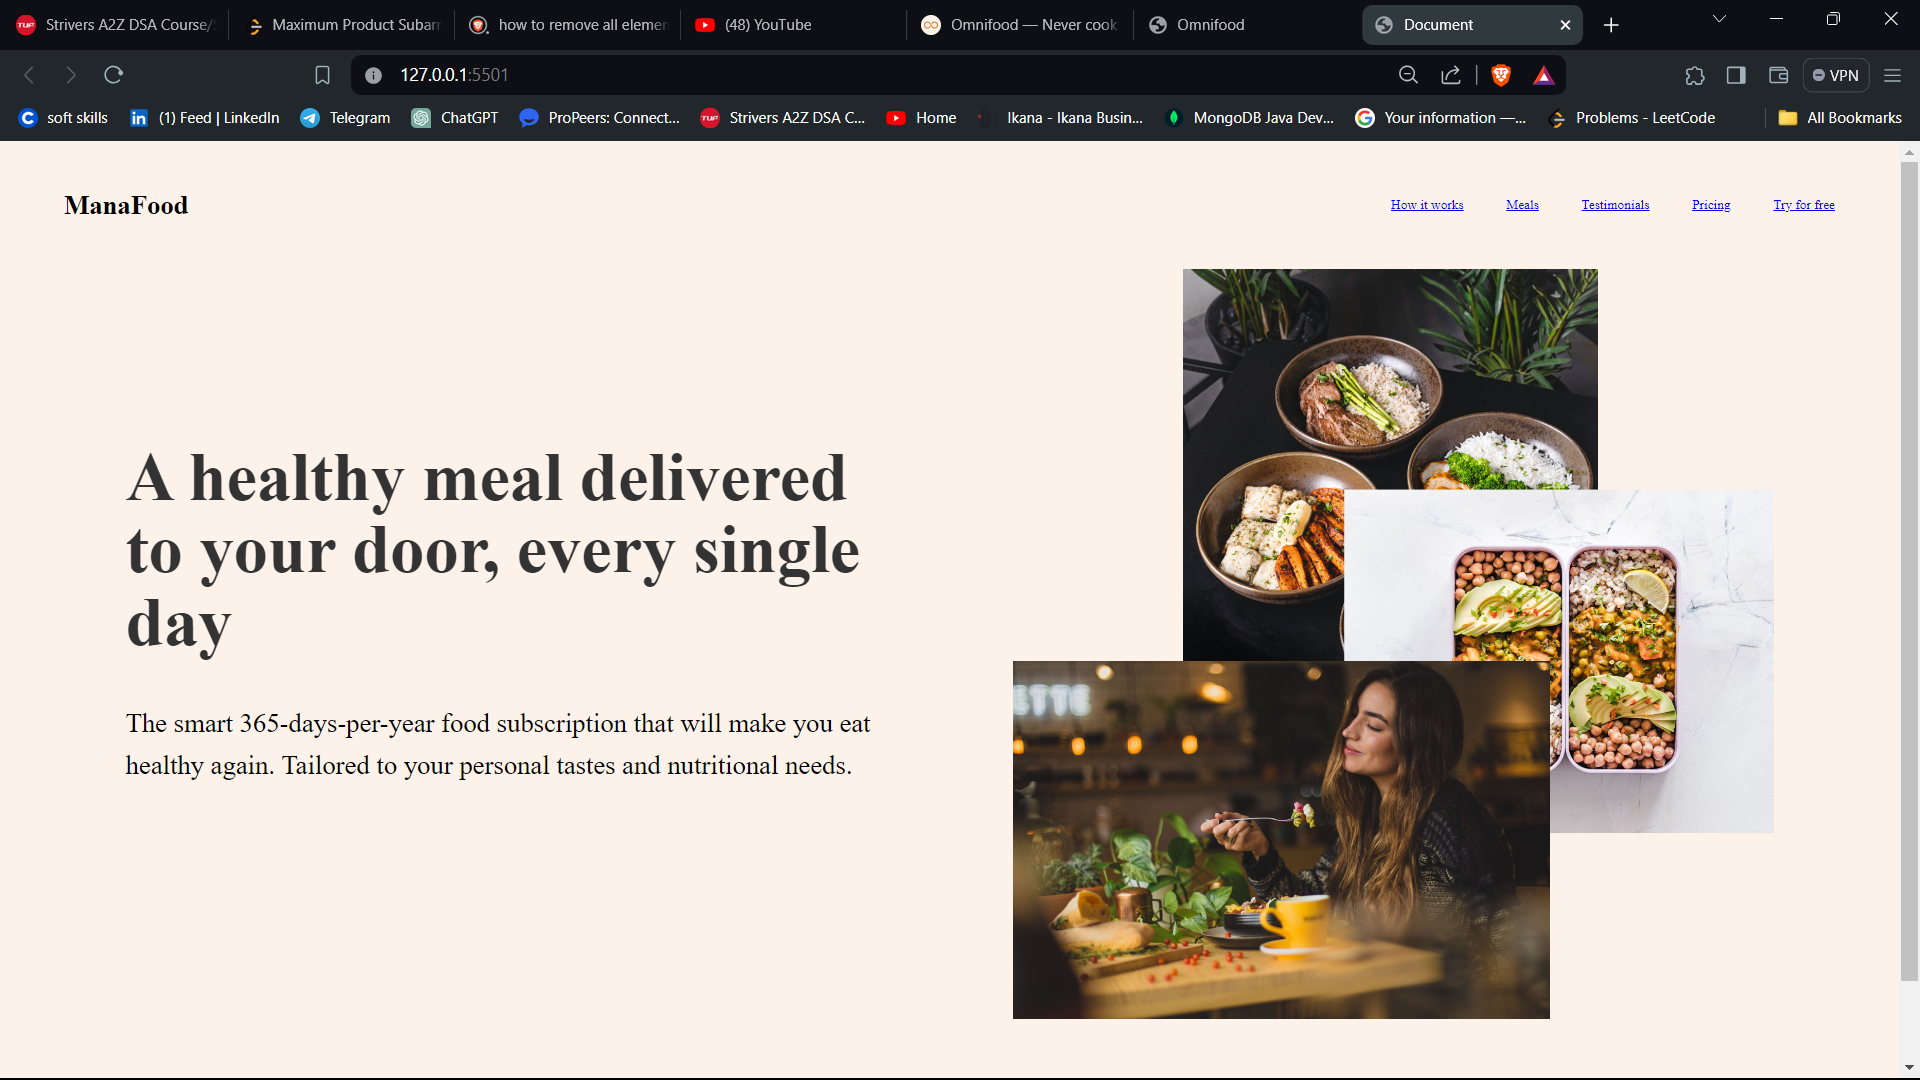 Strivers A2Z DSA Course/
Maximum Product Subar
how to remove all elemen
(48) YouTube
Omnifood — Never cook
Omnifood
Document
127.0.0.1:5501
VPN
soft skills
(1) Feed | LinkedIn
Telegram
ChatGPT
ProPeers: Connect...
Strivers A2Z DSA C...
Home
Ikana - Ikana Busin...
MongoDB Java Dev...
Your information —...
Problems - LeetCode
All Bookmarks
ManaFood
How it works
Meals
Testimonials
Pricing
Try for free
A healthy meal delivered
to your door, every single
day
The smart 365-days-per-year food subscription that will make you eat
healthy again. Tailored to your personal tastes and nutritional needs.
ETTE